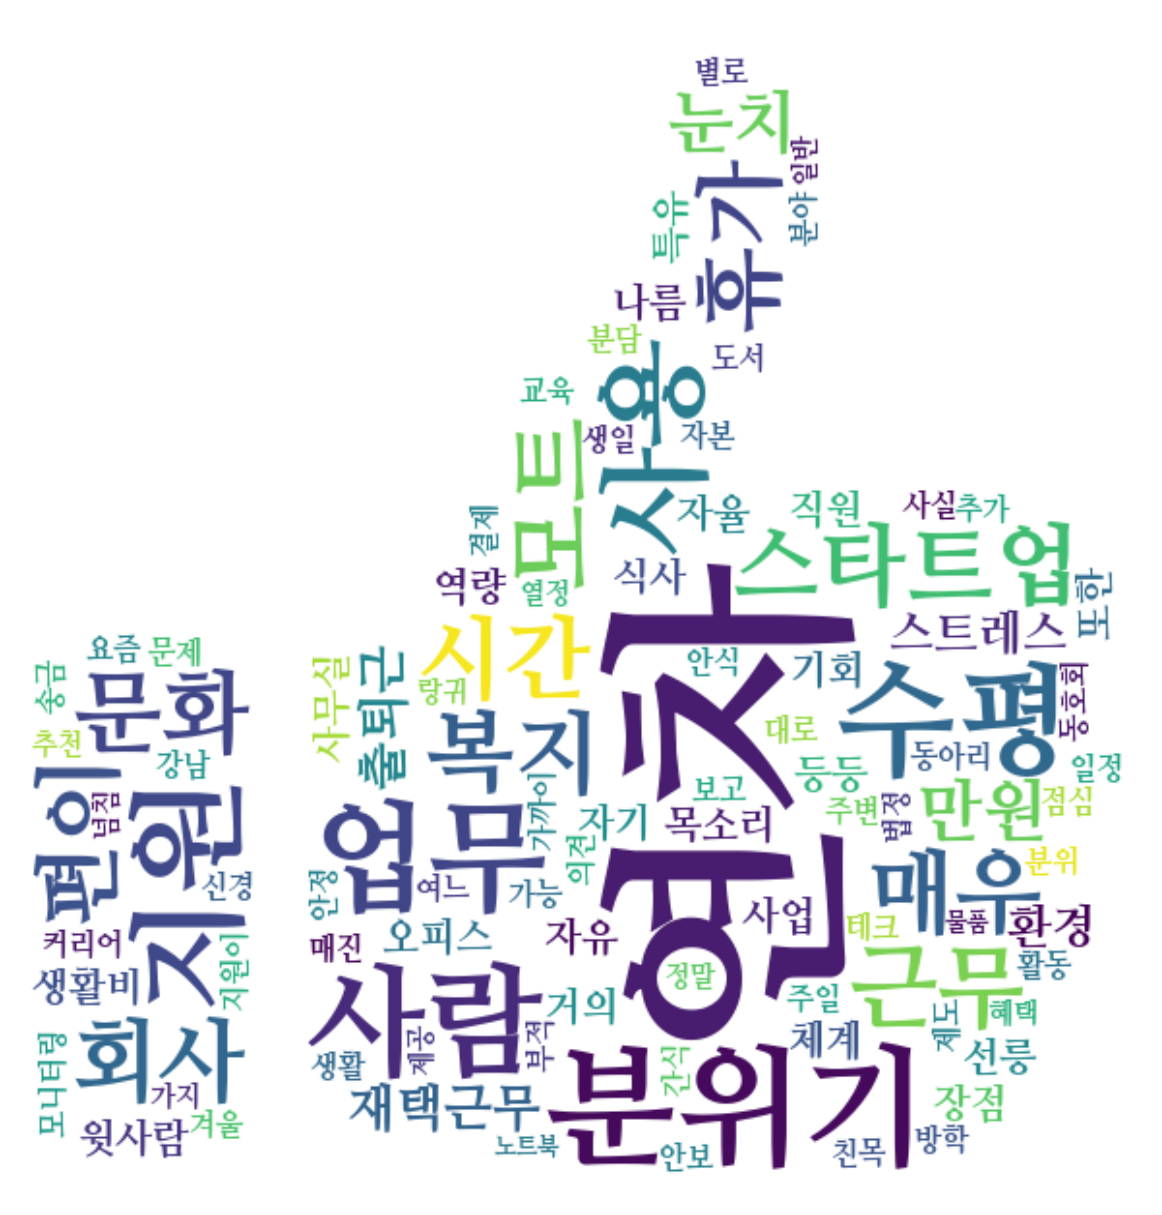 별로
눈치
일반
휴가
특유
분야
나름
분담
도서
사용
교육
생일
자본
모트
자율
직원
사실
추가
결제
스타트업
역량
열정
식사
연차
또한
스트레스
시간
요즘
문제
송금
문화
사무실
출퇴근
랑귀
안식
기회
수평
동호회
추천
강남
복지
대로
동아리
일정
편이
지원
넘침
업무
가까이
자기
보고
목소리
등등
주변
법정
만원
점심
의견
매우
분위
신경
안정
여느
가능
커리어
매진
오피스
자유
사업
테크
물품
환경
생활비
지원이
사람
거의
정말
주일
근무
활동
모니터링
회사
제공
부적
생활
체계
제도
혜택
선릉
간식
가지
윗사람
겨울
재택근무
분위기
장점
노트북
안보
친목
방학